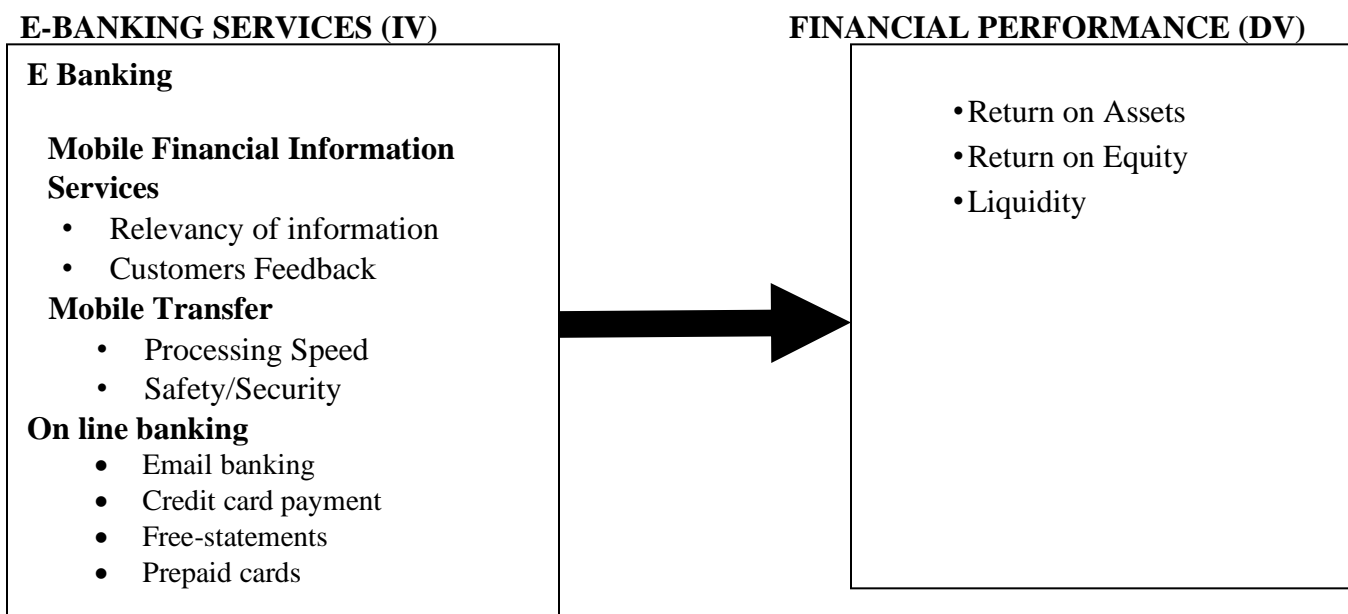 E-BANKING SERVICES (IV)
FINANCIAL PERFORMANCE (DV)
E Banking
Mobile Financial Information
Services
• Relevancy of information
• Customers Feedback
Mobile Transfer
• Processing Speed
• Safety/Security
On line banking
• Email banking
• Credit card payment
• Free-statements
• Prepaid cards
•Return on Assets
•Return on Equity
•Liquidity